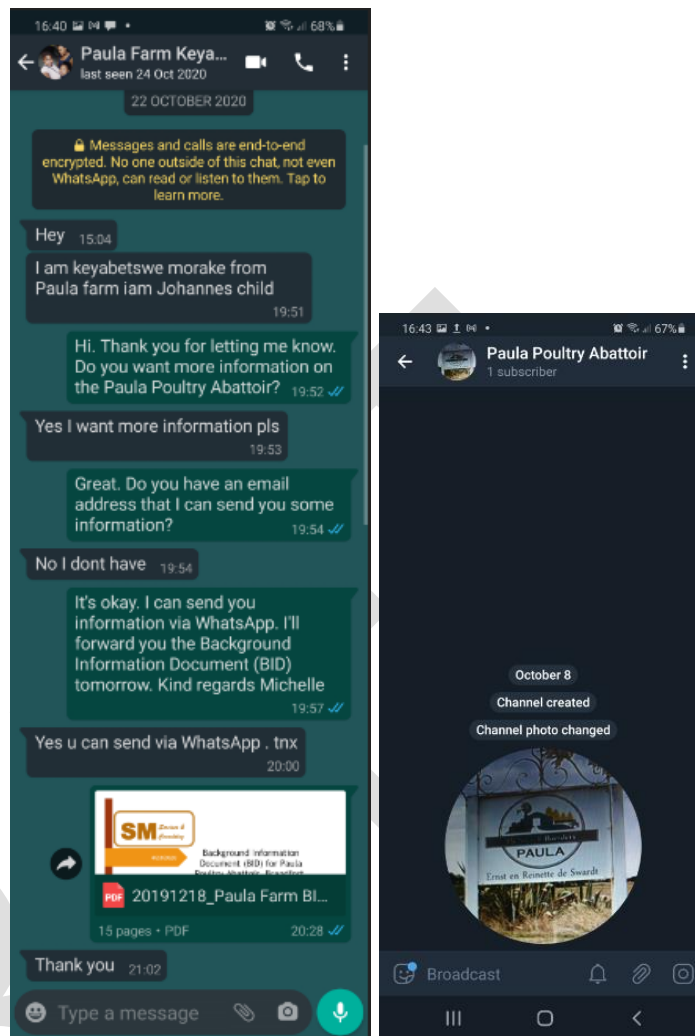 16:40
68%
Paula Farm Keya...
last seen 24 Oct 2020
22 OCTOBER 2020
Messages and calls are end-to-end
encrypted. No one outside of this chat, not even
WhatsApp, can read or listen to them. Tap to
learn more.
Hey 15:04
I am keyabetswe morake from
Paula farm iam Johannes child
19:51
Hi. Thank you for letting me know.
Do you want more information on
the Paula Poultry Abattoir? 19:52
Yes I want more information pls
19:53
Great. Do you have an email
address that I can send you some
information? 19:54
No I dont have 19:54
It's okay. I can send you
information via WhatsApp. I'll
forward you the Background
Information Document (BID)
tomorrow. Kind regards Michelle
19:57
Yes u can send via WhatsApp . tnx
20:00
SM
Background Information
Document (BID) for Paula
PDF 20191218_Paula Farm BI...
15 pages • PDF 20:28
Thank you 21:02
Type a message
16:43
67%
Paula Poultry Abattoir
1 subscriber
October 8
Channel created
Channel photo changed
PAULA
Ernst en Reinette de Swardt
Broadcast